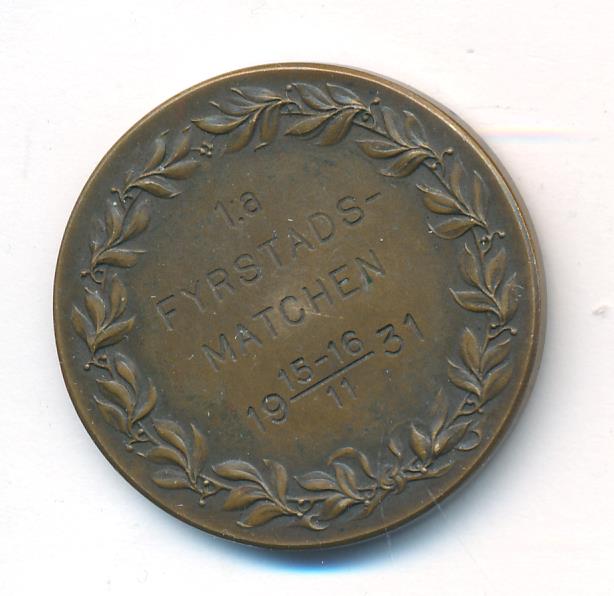 1:a
FYRSTADS-
MATCHEN
19 15-16/11 31